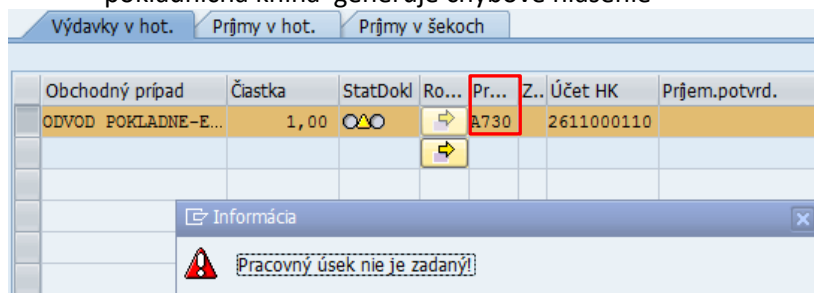 pokladničná kniha generuje chybové hlásenie
Výdavky v hot. Príjmy v hot. Príjmy v šekoch
Obchodný prípad Čiastka StatDokl Ro... Pr... Z.. Účet HK Príjem.potvrd.
ODVOD POKLADNE-E... 1,00 A730 2611000110
Informácia
Pracovný úsek nie je zadaný!